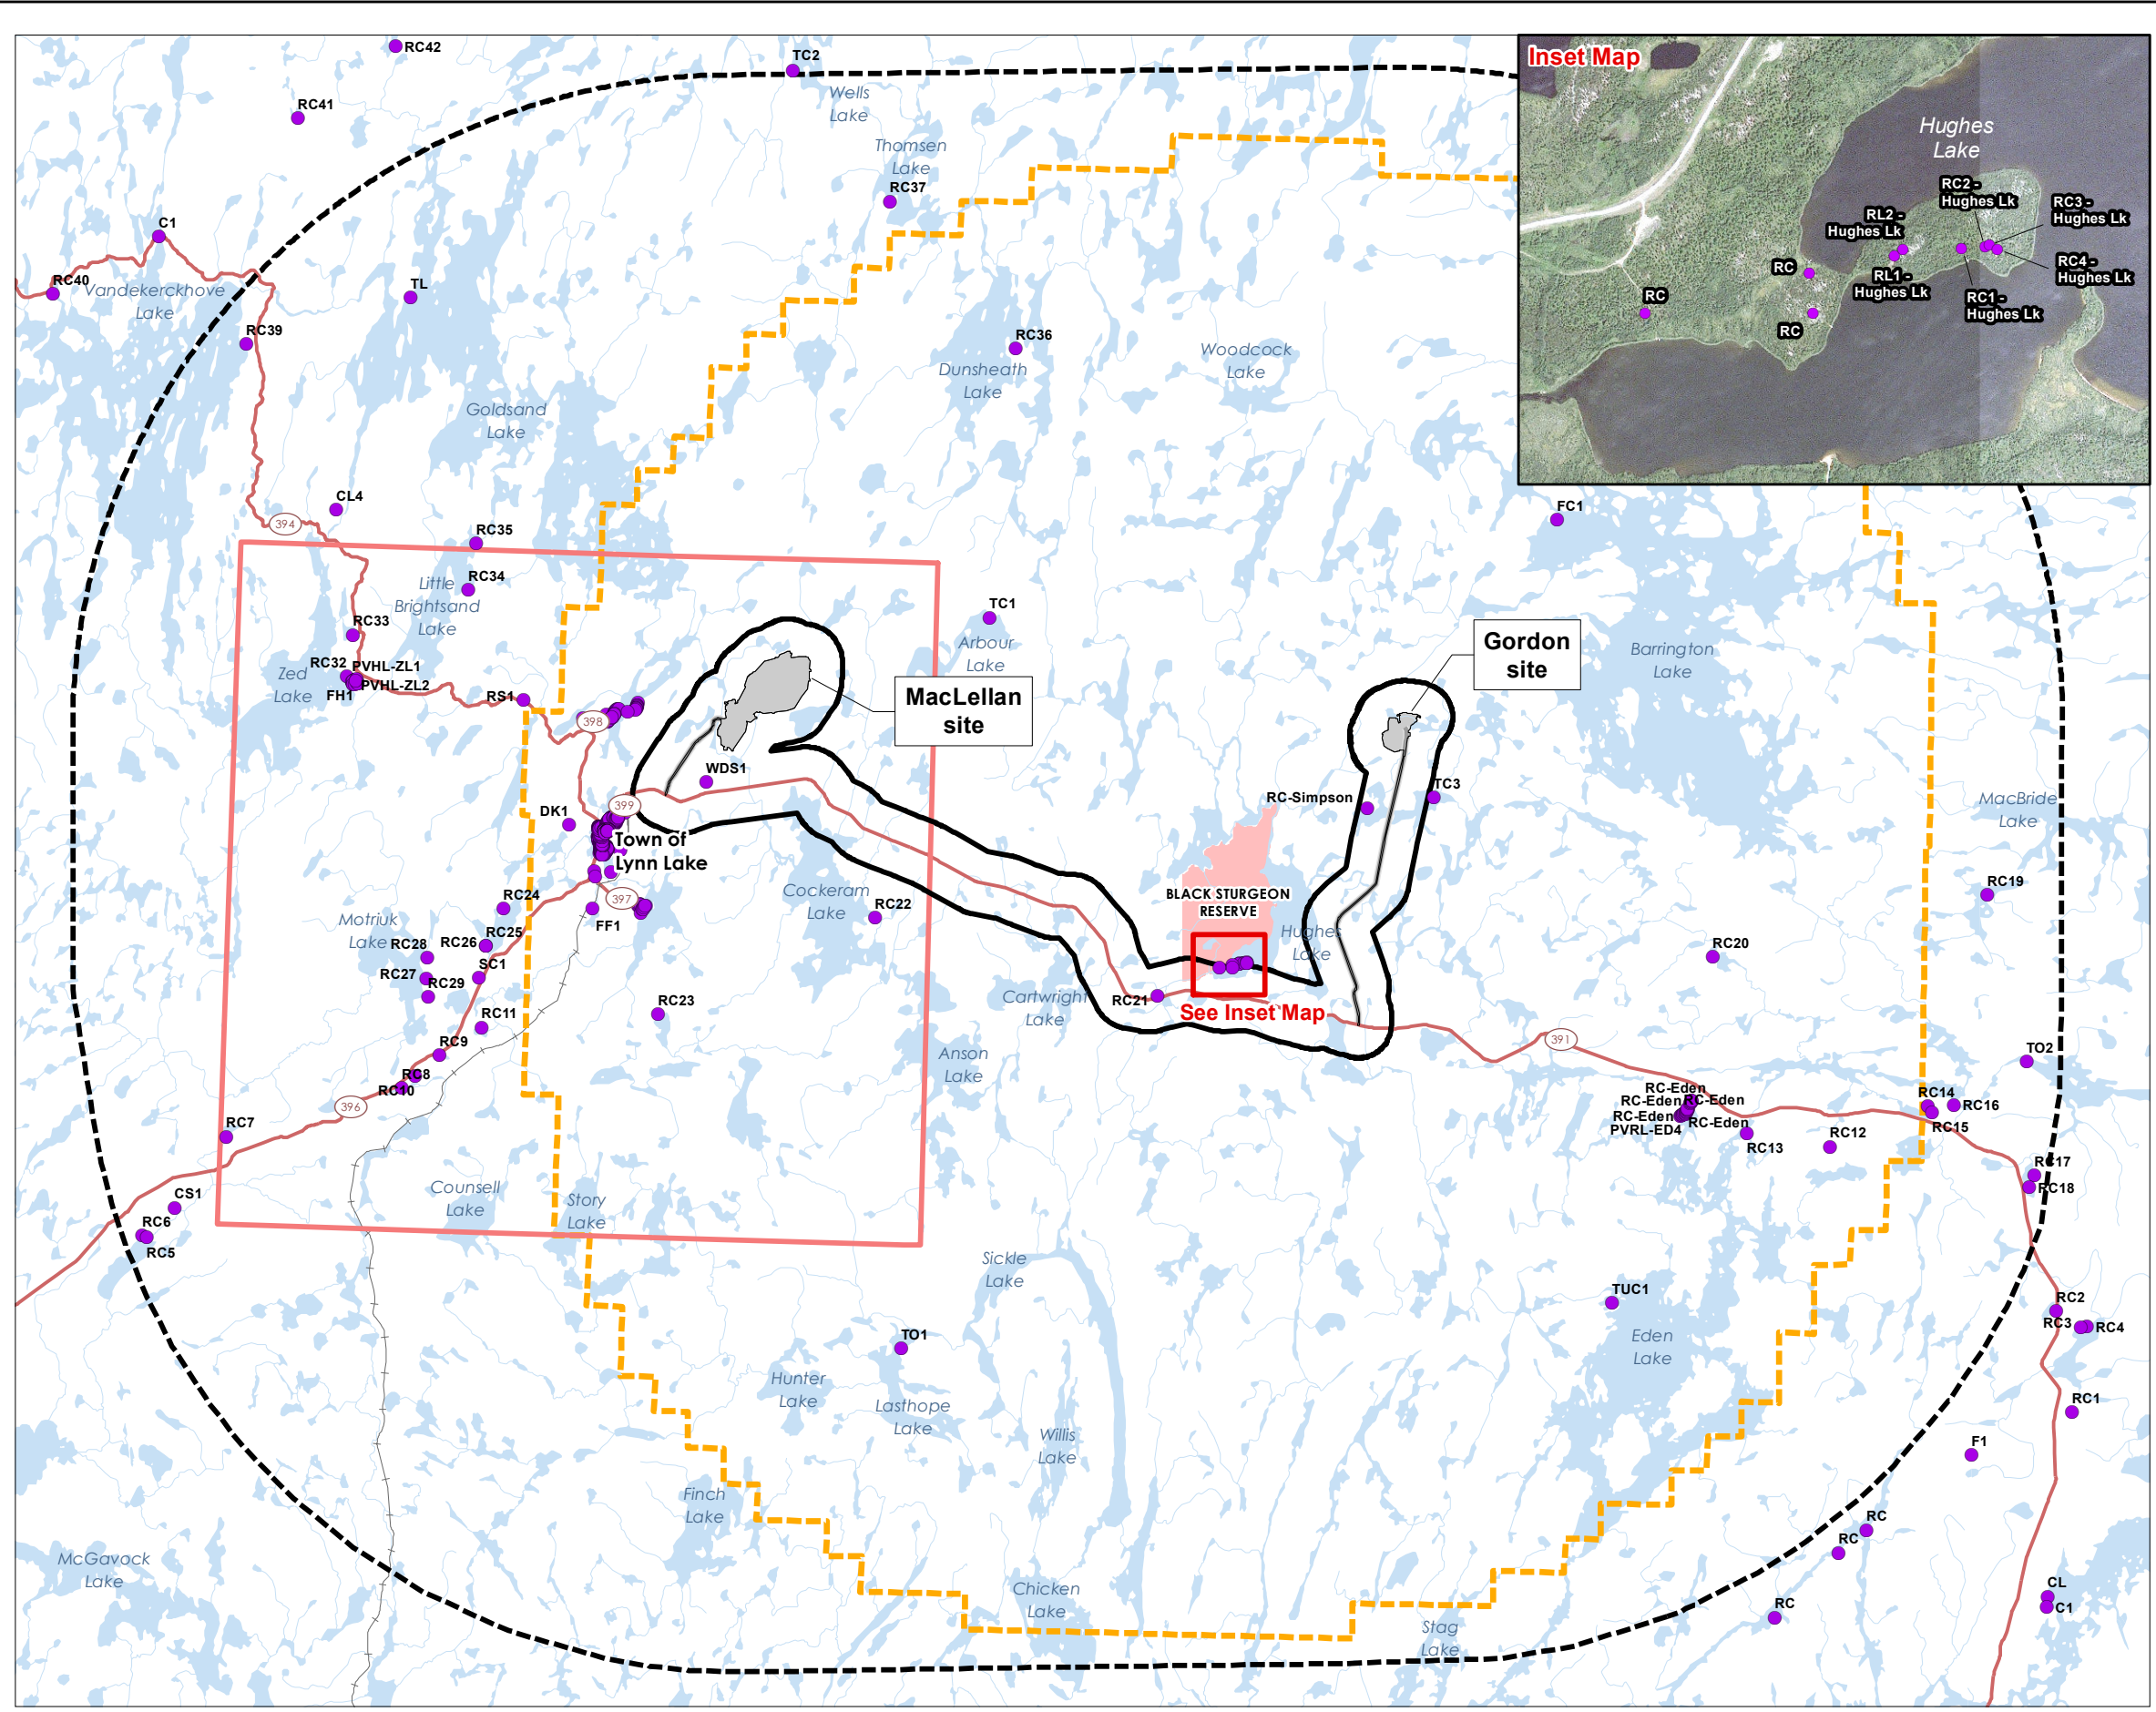 RC42
TC2
Wells
Lake
RC41
Thomsen
Lake
RC37
C1
RC40
Vandekerckhove
Lake
TL
RC39
RC36
Dunsheath
Lake
Woodcock
Lake
Goldsand
Lake
Inset Map
Hughes
Lake
RC2 -
Hughes Lk
RC3 -
Hughes Lk
RL2 -
Hughes Lk
RC
RC4 -
Hughes Lk
RL1 -
Hughes Lk
RC
RC1 -
Hughes Lk
RC
CL4
394
RC35
FC1
RC34
Little
Brightsand
Lake
TC1
Arbour
Lake
RC33
Gordon
site
Barrington
Lake
RC32
PVHL-ZL1
PVHL-ZL2
FH1
Zed
Lake
RS1
398
MacLellan
site
WDS1
399
RC-Simpson
TC3
MacBride
Lake
DK1
Town of
Lynn Lake
RC24
397
FF1
Cockeram
Lake
RC22
BLACK STURGEON
RESERVE
Hughes
Lake
RC19
Motriuk
Lake
RC28
RC26
RC25
RC27
RC29
SC1
RC20
RC21
Cartwright
Lake
See Inset Map
RC23
RC11
391
RC9
Anson
Lake
TO2
RC8
RC10
396
RC-Eden
RC-Eden
RC-Eden
RC-Eden
RC-Eden
PVRL-ED4
RC14
RC16
RC15
RC7
RC13
RC12
RC17
RC18
CS1
Counsell
Lake
Story
Lake
RC6
RC5
Sickle
Lake
TUC1
RC2
RC3
RC4
TO1
Eden
Lake
Hunter
Lake
Lasthope
Lake
RC1
Willis
Lake
F1
Finch
Lake
RC
RC
McGavock
Lake
Chicken
Lake
CL
C1
RC
Stag
Lake